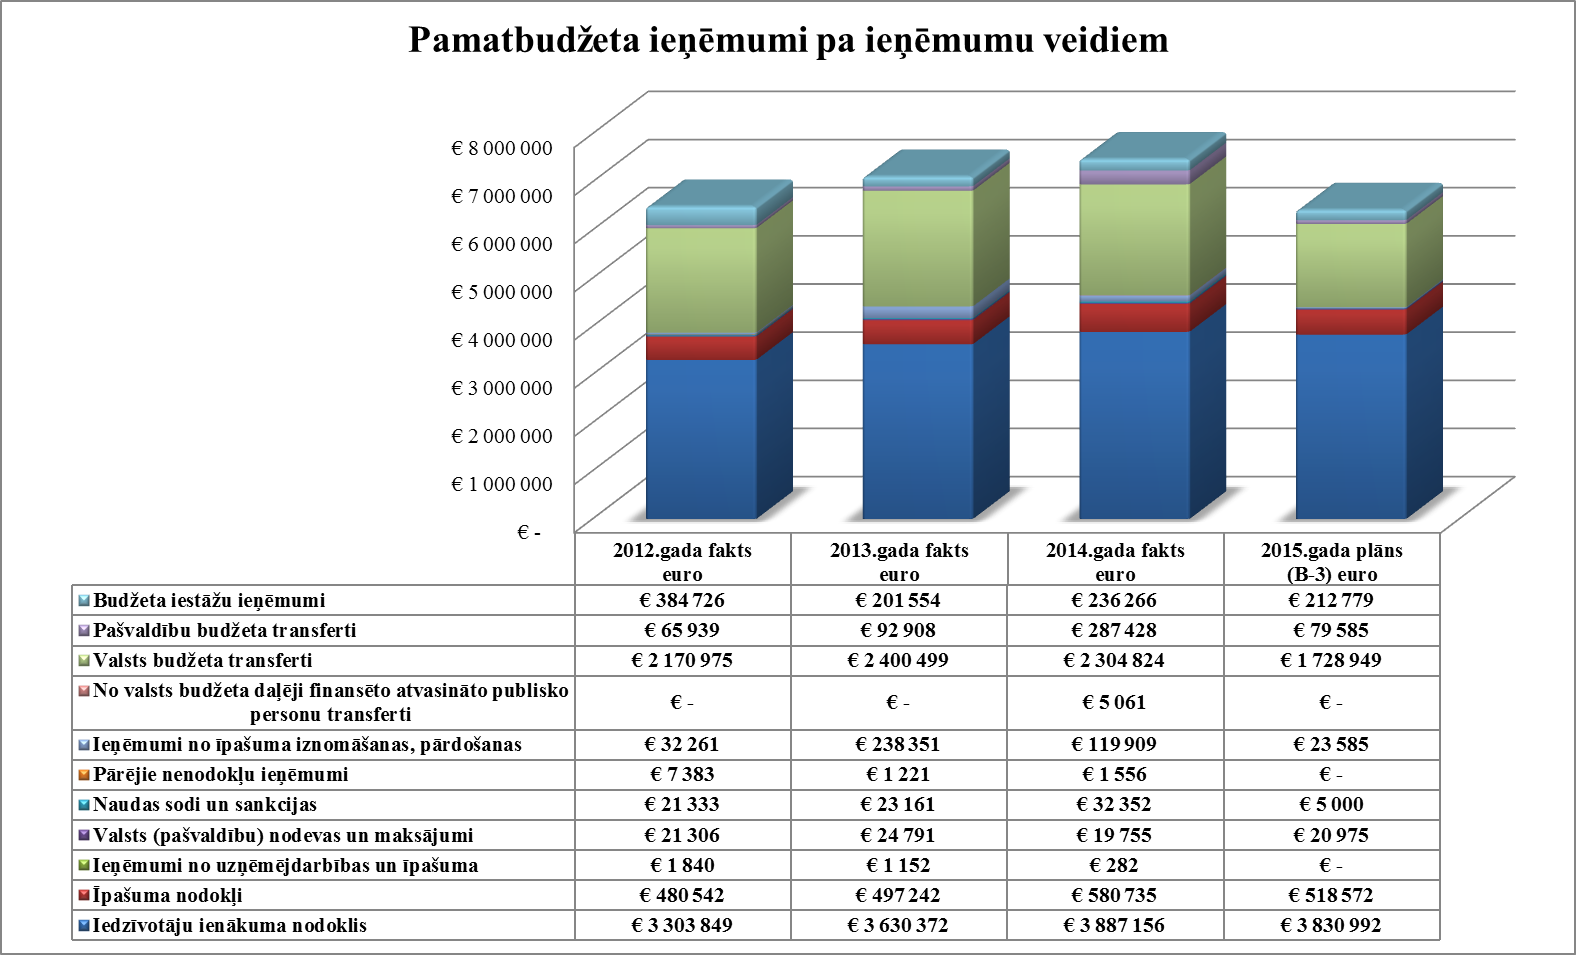 Pamatbudžeta ieņēmumi pa ieņēmumu veidiem
€ 8 000 000
€ 7 000 000
€ 6 000 000
€ 5 000 000
€ 4 000 000
€ 3 000 000
€ 2 000 000
€ 1 000 000
€ -
2012.gada fakts euro
2013.gada fakts euro
2014.gada fakts euro
2015.gada plāns (B-3) euro
Budžeta iestāžu ieņēmumi € 384 726 € 201 554 € 236 266 € 212 779
Pašvaldību budžeta transferti € 65 939 € 92 908 € 287 428 € 79 585
Valsts budžeta transferti € 2 170 975 € 2 400 499 € 2 304 824 € 1 728 949
No valsts budžeta daļēji finansēto atvasināto publisko
personu transferti € - € - € 5 061 € -
Ieņēmumi no īpašuma iznomāšanas, pārdošanas € 32 261 € 238 351 € 119 909 € 23 585
Pārējie nenodokļu ieņēmumi € 7 383 € 1 221 € 1 556 € -
Naudas sodi un sankcijas € 21 333 € 23 161 € 32 352 € 5 000
Valsts (pašvaldību) nodevas un maksājumi € 21 306 € 24 791 € 19 755 € 20 975
Ieņēmumi no uzņēmējdarbības un īpašuma € 1 840 € 1 152 € 282 € -
Īpašuma nodokļi € 480 542 € 497 242 € 580 735 € 518 572
Iedzīvotāju ienākuma nodoklis € 3 303 849 € 3 630 372 € 3 887 156 € 3 830 992